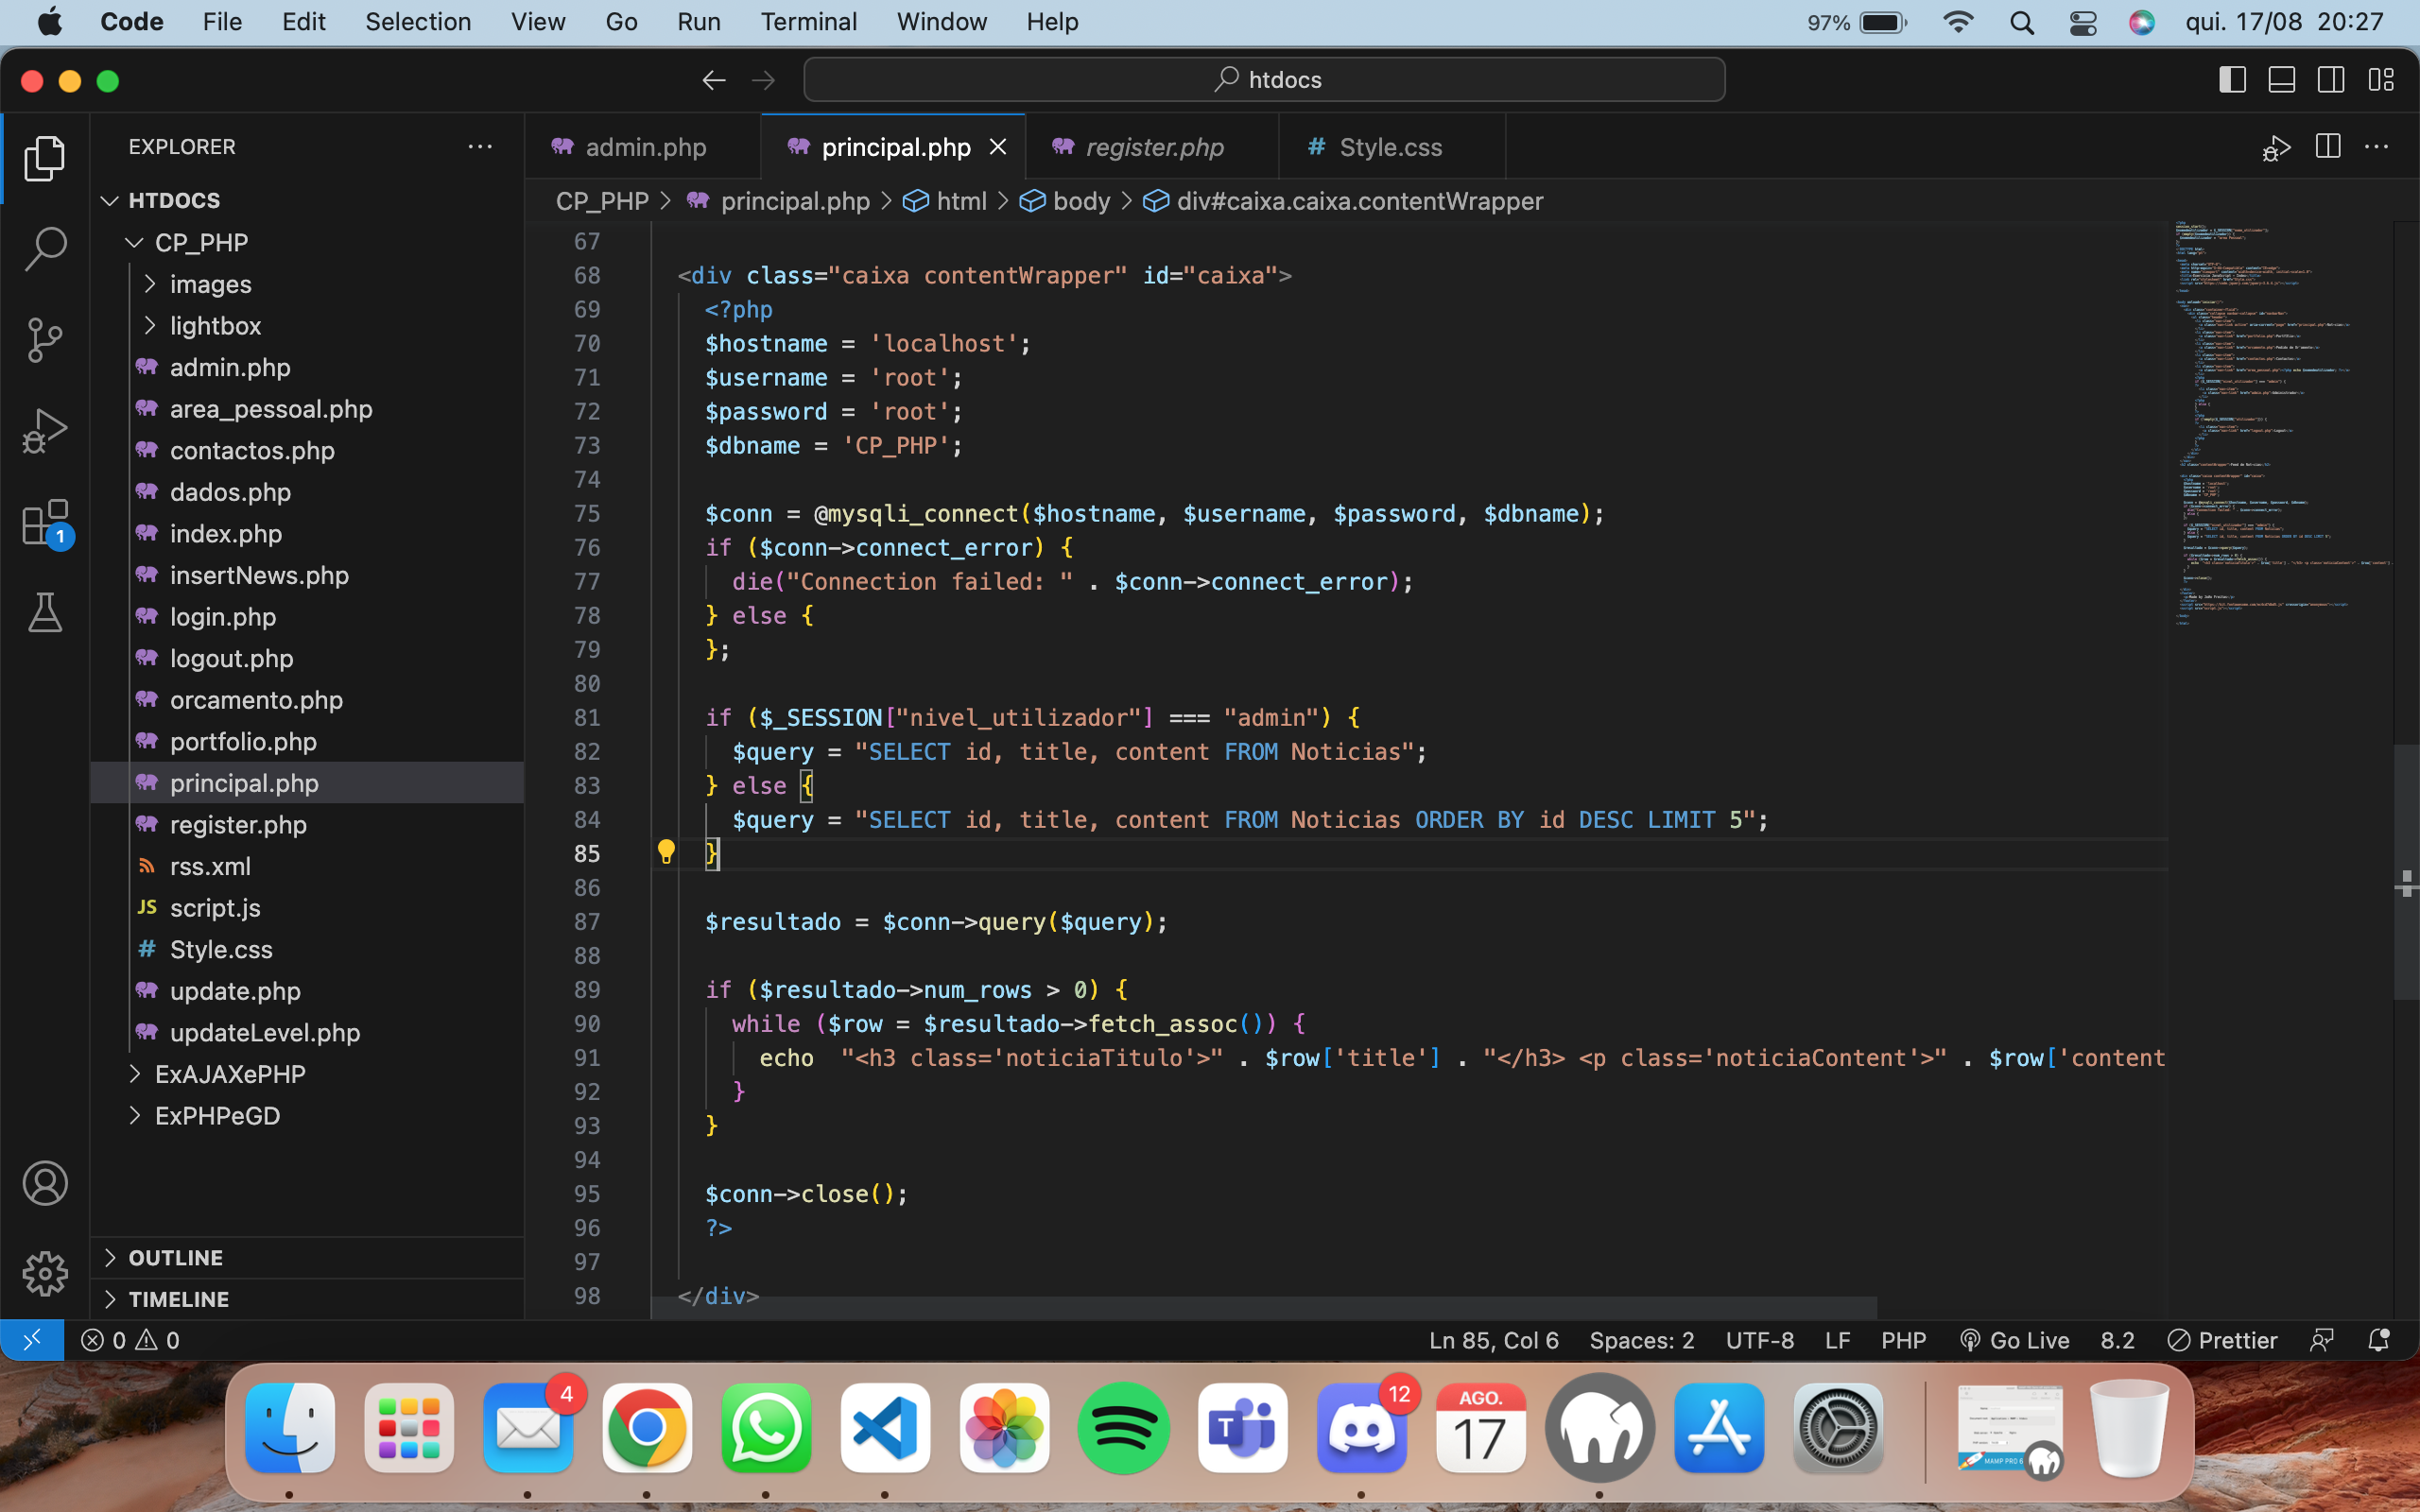 Code File Edit Selection View Go Run Terminal Window Help 97% qui. 17/08 20:27
htdocs
EXPLORER
admin.php principal.php register.php # Style.css
CP_PHP > principal.php > html > body > div#caixa.caixa.contentWrapper
HTDOCS
CP_PHP
images
lightbox
admin.php
area_pessoal.php
contactos.php
dados.php
index.php
insertNews.php
login.php
logout.php
orcamento.php
portfolio.php
principal.php
register.php
rss.xml
JS script.js
# Style.css
update.php
updateLevel.php
ExAJAXePHP
ExPHPeGD
OUTLINE
TIMELINE
1
67
68 <div class="caixa contentWrapper" id="caixa">
69 <?php
70 $hostname = 'localhost';
71 $username = 'root';
72 $password = 'root';
73 $dbname = 'CP_PHP';
74
75 $conn = @mysqli_connect($hostname, $username, $password, $dbname);
76 if ($conn->connect_error) {
77 die("Connection failed: " . $conn->connect_error);
78 } else {
79 };
80
81 if ($_SESSION["nivel_utilizador"] === "admin") {
82 $query = "SELECT id, title, content FROM Noticias";
83 } else {
84 $query = "SELECT id, title, content FROM Noticias ORDER BY id DESC LIMIT 5";
85 }
86
87 $resultado = $conn->query($query);
88
89 if ($resultado->num_rows > 0) {
90 while ($row = $resultado->fetch_assoc()) {
91 echo "<h3 class='noticiaTitulo'>" . $row['title'] . "</h3> <p class='noticiaContent'>" . $row['content
92 }
93 }
94
95 $conn->close();
96 ?>
97
98 </div>
0 0 Ln 85, Col 6 Spaces: 2 UTF-8 LF PHP Go Live 8.2 Prettier
4
12
AGO.
17
T
MAMP PRO 6